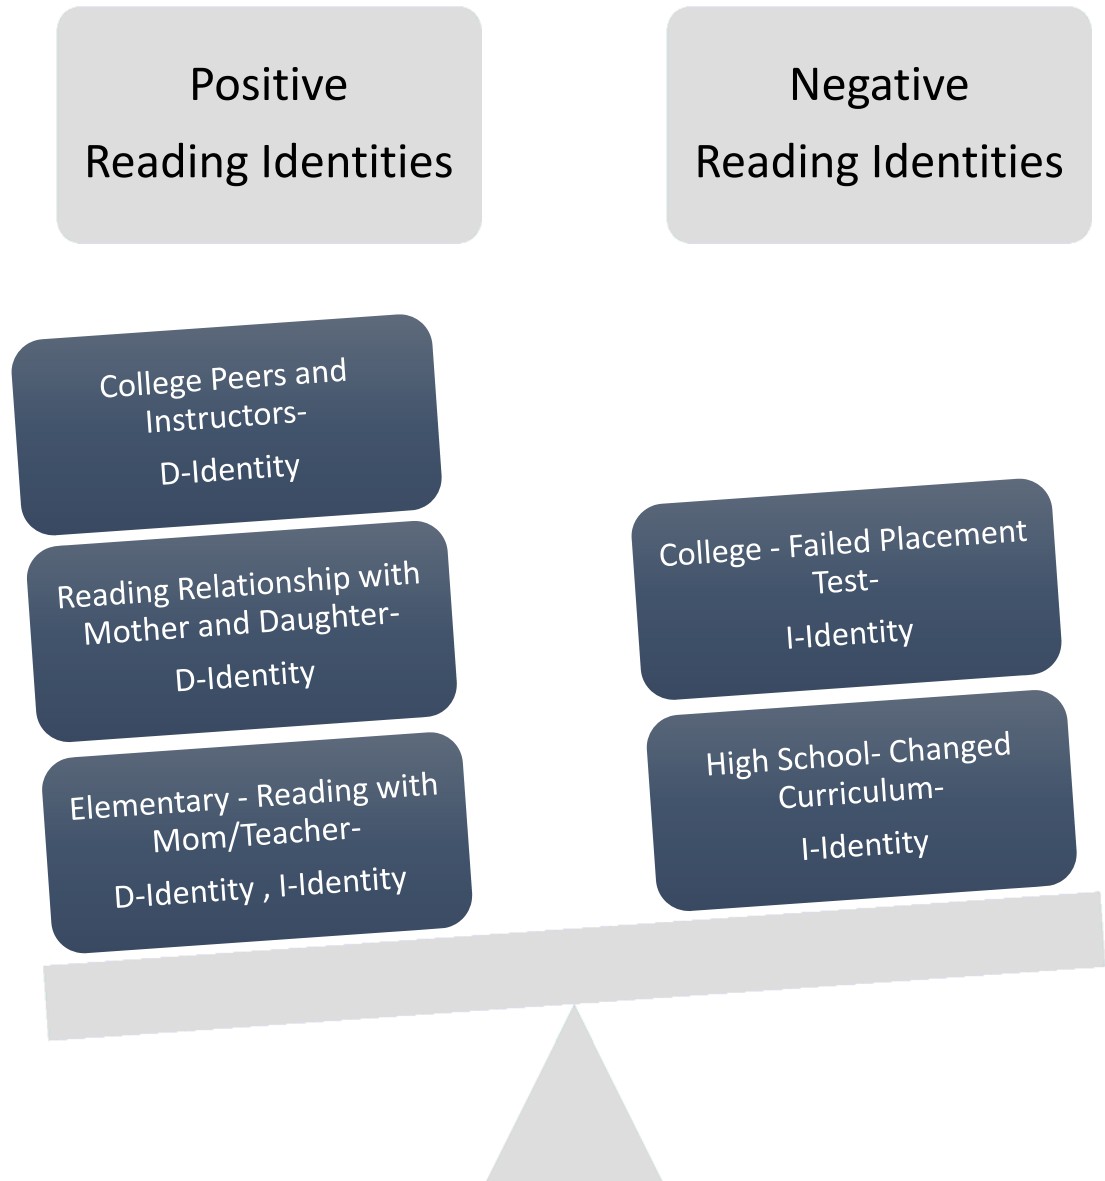 Positive
Reading Identities
Negative
Reading Identities
College Peers and
Instructors-
D-Identity
Reading Relationship with
Mother and Daughter-
D-Identity
Elementary - Reading with
Mom/Teacher-
D-Identity , I-Identity
College - Failed Placement
Test-
I-Identity
High School- Changed
Curriculum-
I-Identity